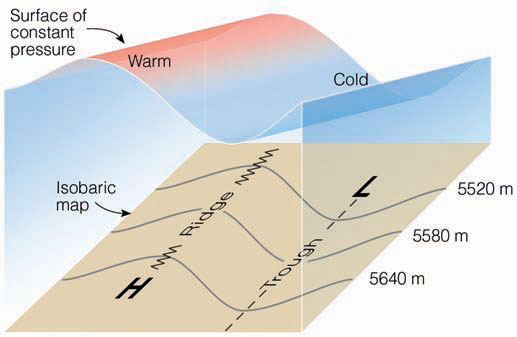 Surface of
constant
pressure
Warm
Cold
Isobaric
map
Ridge
H
L
Trough
5520 m
5580 m
5640 m